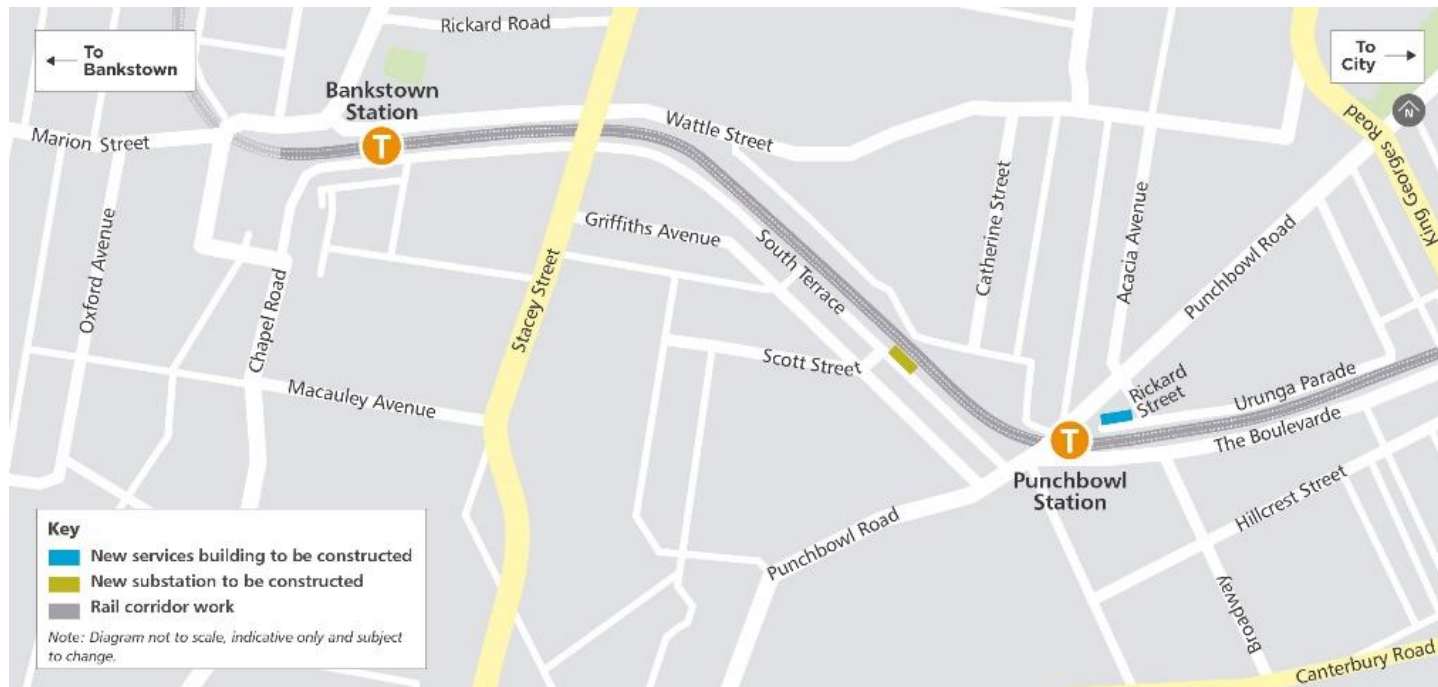 To
Bankstown
Rickard Road
To
City
N
Bankstown
Station
T
Marion Street
Wattle Street
King Georges Road
Oxford Avenue
Chapel Road
Griffiths Avenue
South Terrace
Stacey Street
Catherine Street
Acacia Avenue
Punchbowl Road
Scott Street
Macauley Avenue
Rickard
Street
Urunga Parade
The Boulevarde
T
Punchbowl
Station
Hillcrest Street
Punchbowl Road
Broadway
Canterbury Road
Key
New services building to be constructed
New substation to be constructed
Rail corridor work
Note: Diagram not to scale, indicative only and subject
to change.